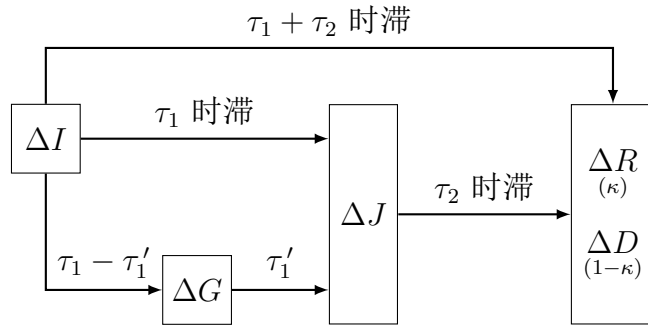 τ₁ + τ₂ 时滞
ΔI
τ₁ 时滞
ΔJ
τ₂ 时滞
ΔR
(κ)
ΔD
(1−κ)
τ₁ − τ₁′
ΔG
τ₁′